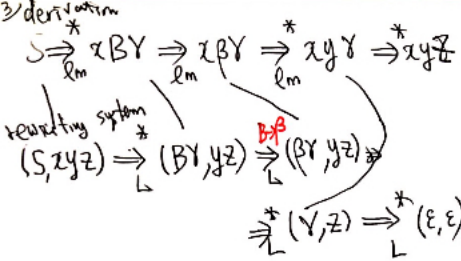 3) derivation
S ⇒* lm xBγ ⇒ lm xβγ ⇒* lm xyγ ⇒* xyz
rewriting system
B→β
(S, xyz) ⇒* L (Bγ, yz) ⇒ L (βγ, yz) ⇒
⇒* L (γ, z) ⇒* L (ε, ε)